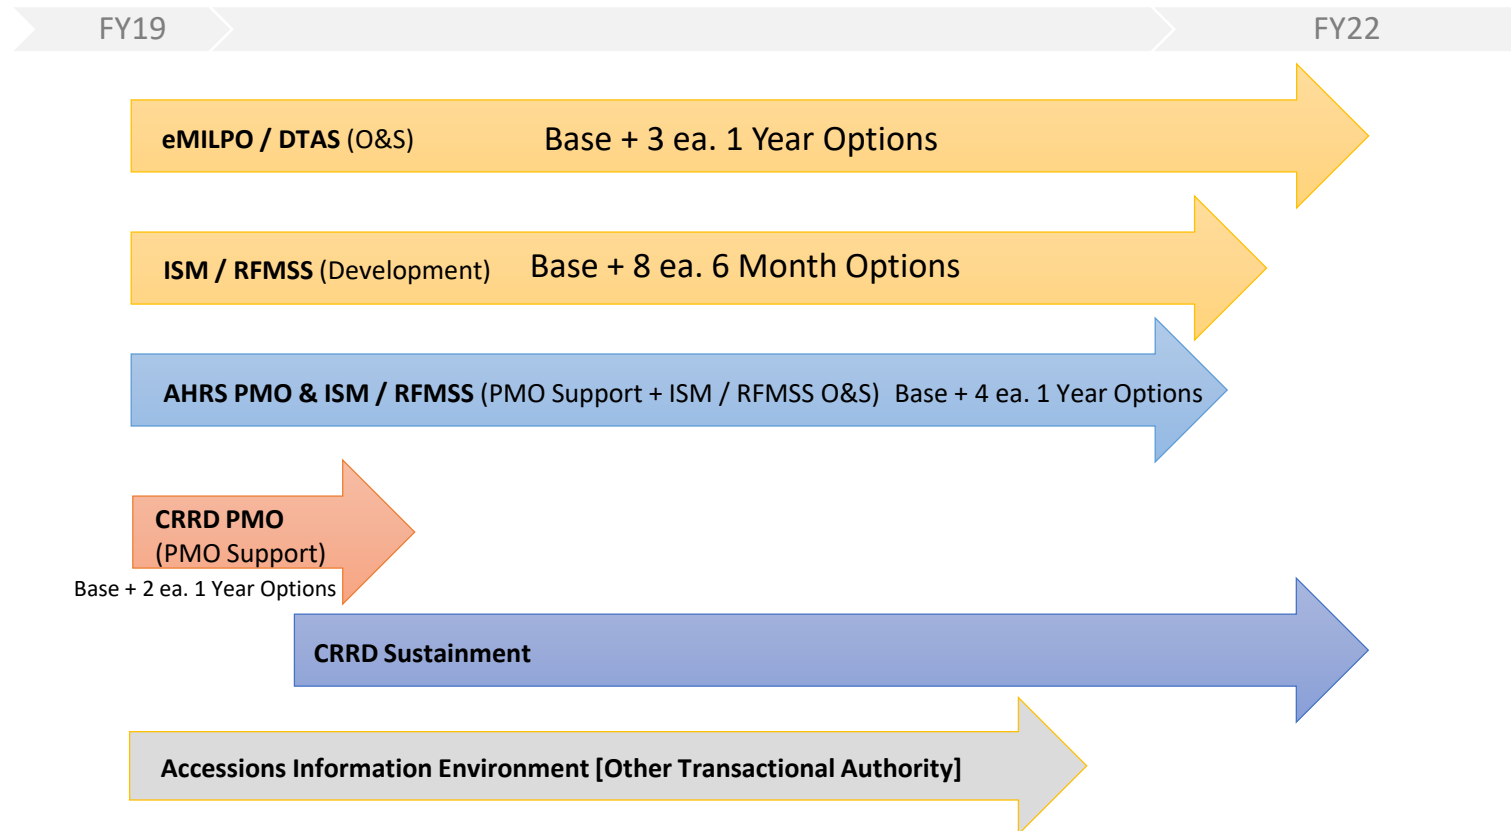 FY19 FY22
eMILPO / DTAS (O&S) Base + 3 ea. 1 Year Options
ISM / RFMSS (Development) Base + 8 ea. 6 Month Options
AHRS PMO & ISM / RFMSS (PMO Support + ISM / RFMSS O&S) Base + 4 ea. 1 Year Options
CRRD PMO
(PMO Support)
Base + 2 ea. 1 Year Options
CRRD Sustainment
Accessions Information Environment [Other Transactional Authority]